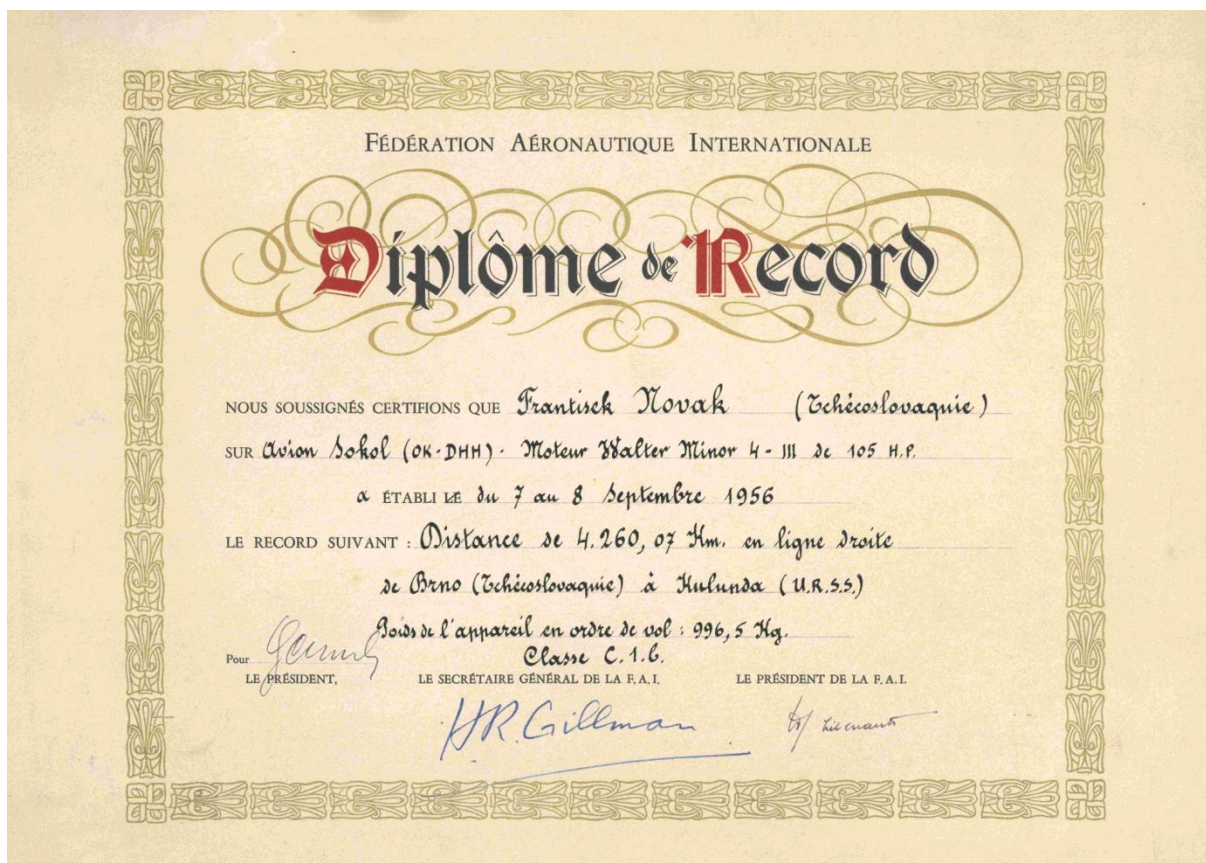 FÉDÉRATION AÉRONAUTIQUE INTERNATIONALE
Diplôme de Record
NOUS SOUSSIGNÉS CERTIFIONS QUE Frantisek Novak (Tchécoslovaquie)
SUR Avion Sokol (OK-DHH). Moteur Walter Minor 4-III de 105 H.P.
a ÉTABLI LE du 7 au 8 Septembre 1956
LE RECORD SUIVANT : Distance de 4.260,07 Km. en ligne droite
de Brno (Tchécoslovaquie) à Kulunda (U.R.S.S.)
Poids de l'appareil en ordre de vol : 996,5 Kg.
Classe C.1.b.
Pour
LE PRÉSIDENT, LE SECRÉTAIRE GÉNÉRAL DE LA F.A.I. LE PRÉSIDENT DE LA F.A.I.
HR. Gillman